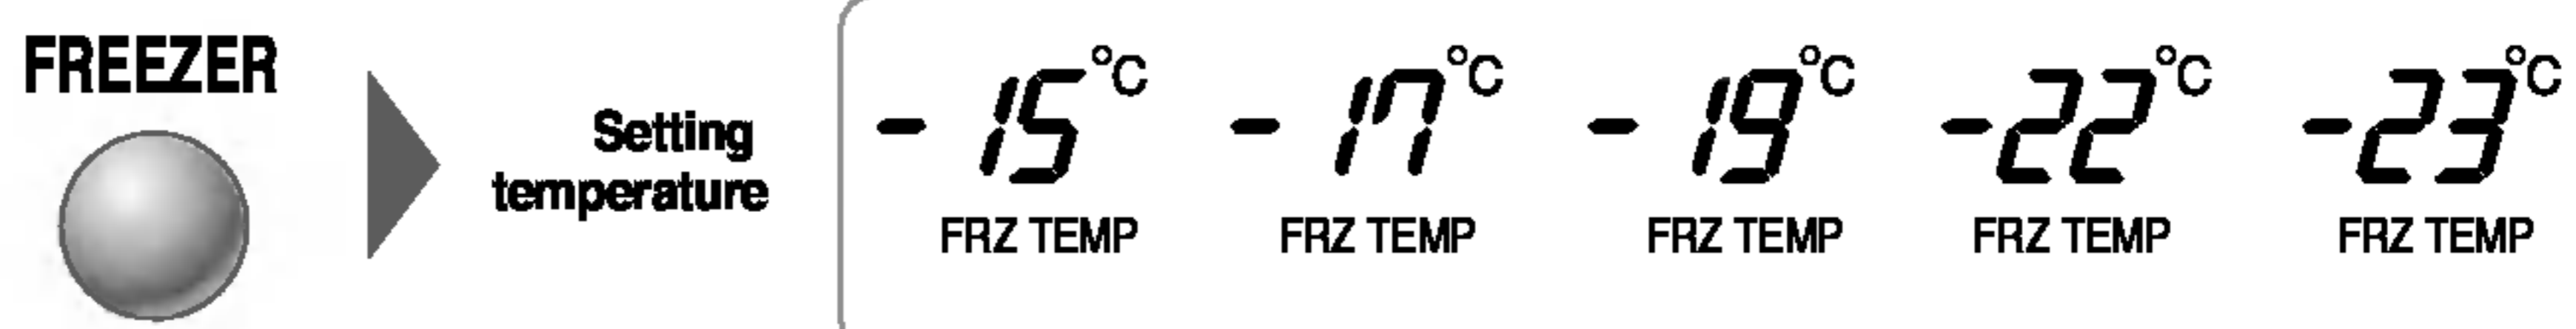 FREEZER
Setting
temperature
-15°C -17°C -19°C -22°C -23°C
FRZ TEMP FRZ TEMP FRZ TEMP FRZ TEMP FRZ TEMP